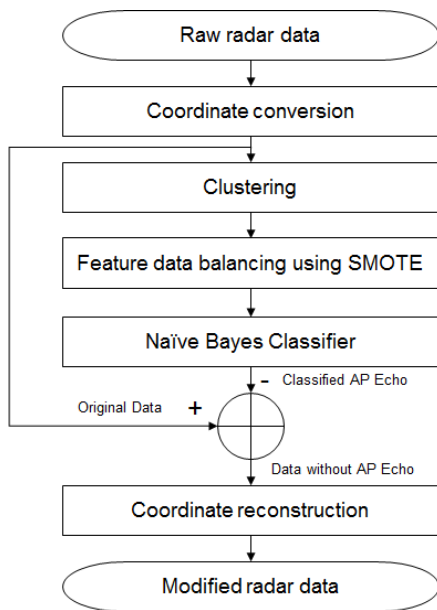 Raw radar data
Coordinate conversion
Clustering
Feature data balancing using SMOTE
Naïve Bayes Classifier
- Classified AP Echo
Original Data +
Data without AP Echo
Coordinate reconstruction
Modified radar data